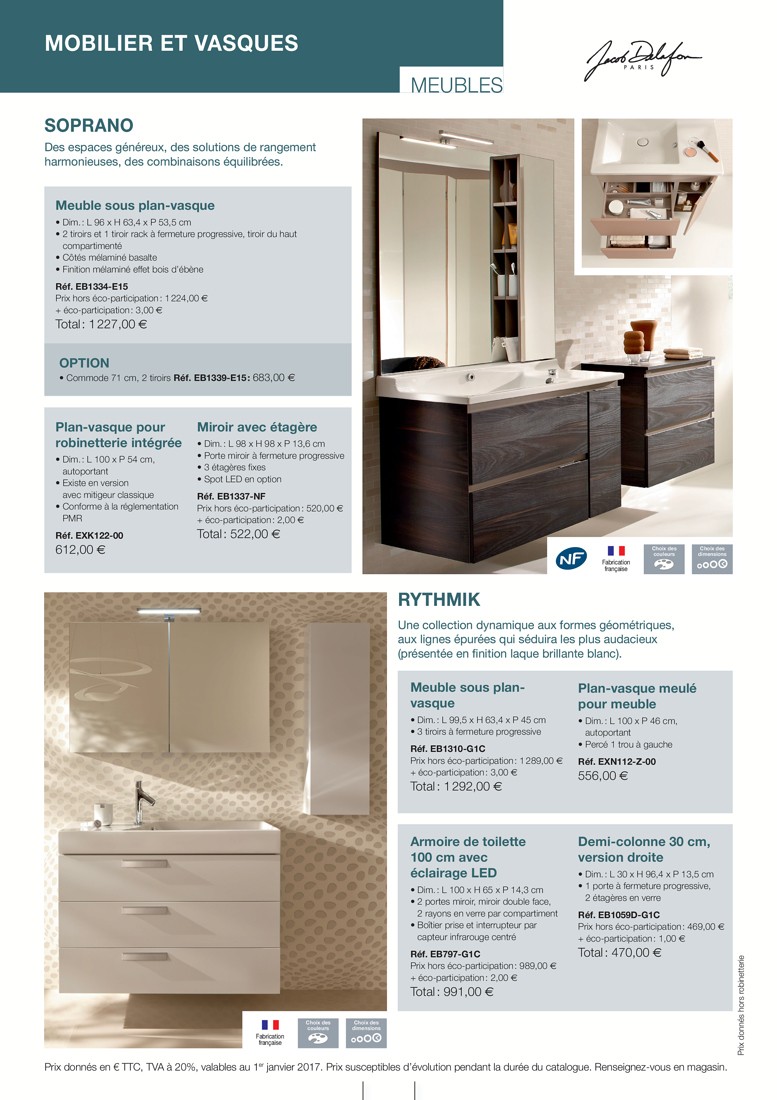 MOBILIER ET VASQUES
MEUBLES
Jacob Delafon
PARIS
SOPRANO
Des espaces généreux, des solutions de rangement
harmonieuses, des combinaisons équilibrées.
Meuble sous plan-vasque
• Dim. : L 96 x H 63,4 x P 53,5 cm
• 2 tiroirs et 1 tiroir rack à fermeture progressive, tiroir du haut
compartimenté
• Côtés mélaminé basalte
• Finition mélaminé effet bois d'ébène
Réf. EB1334-E15
Prix hors éco-participation : 1 224,00 €
+ éco-participation : 3,00 €
Total : 1 227,00 €
OPTION
• Commode 71 cm, 2 tiroirs Réf. EB1339-E15 : 683,00 €
Plan-vasque pour
robinetterie intégrée
• Dim. : L 100 x P 54 cm,
autoportant
• Existe en version
avec mitigeur classique
• Conforme à la réglementation
PMR
Réf. EXK122-00
612,00 €
Miroir avec étagère
• Dim. : L 98 x H 98 x P 13,6 cm
• Porte miroir à fermeture progressive
• 3 étagères fixes
• Spot LED en option
Réf. EB1337-NF
Prix hors éco-participation : 520,00 €
+ éco-participation : 2,00 €
Total : 522,00 €
NF
Fabrication
française
Choix des
couleurs
Choix des
dimensions
RYTHMIK
Une collection dynamique aux formes géométriques,
aux lignes épurées qui séduira les plus audacieux
(présentée en finition laque brillante blanc).
Meuble sous plan-
vasque
• Dim. : L 99,5 x H 63,4 x P 45 cm
• 3 tiroirs à fermeture progressive
Réf. EB1310-G1C
Prix hors éco-participation : 1 289,00 €
+ éco-participation : 3,00 €
Total : 1 292,00 €
Plan-vasque meulé
pour meuble
• Dim. : L 100 x P 46 cm,
autoportant
• Percé 1 trou à gauche
Réf. EXN112-Z-00
556,00 €
Armoire de toilette
100 cm avec
éclairage LED
• Dim. : L 100 x H 65 x P 14,3 cm
• 2 portes miroir, miroir double face,
2 rayons en verre par compartiment
• Boîtier prise et interrupteur par
capteur infrarouge centré
Réf. EB797-G1C
Prix hors éco-participation : 989,00 €
+ éco-participation : 2,00 €
Total : 991,00 €
Demi-colonne 30 cm,
version droite
• Dim. : L 30 x H 96,4 x P 13,5 cm
• 1 porte à fermeture progressive,
2 étagères en verre
Réf. EB1059D-G1C
Prix hors éco-participation : 469,00 €
+ éco-participation : 1,00 €
Total : 470,00 €
Fabrication
française
Choix des
couleurs
Choix des
dimensions
Prix donnés hors robinetterie
Prix donnés en € TTC, TVA à 20%, valables au 1er janvier 2017. Prix susceptibles d'évolution pendant la durée du catalogue. Renseignez-vous en magasin.